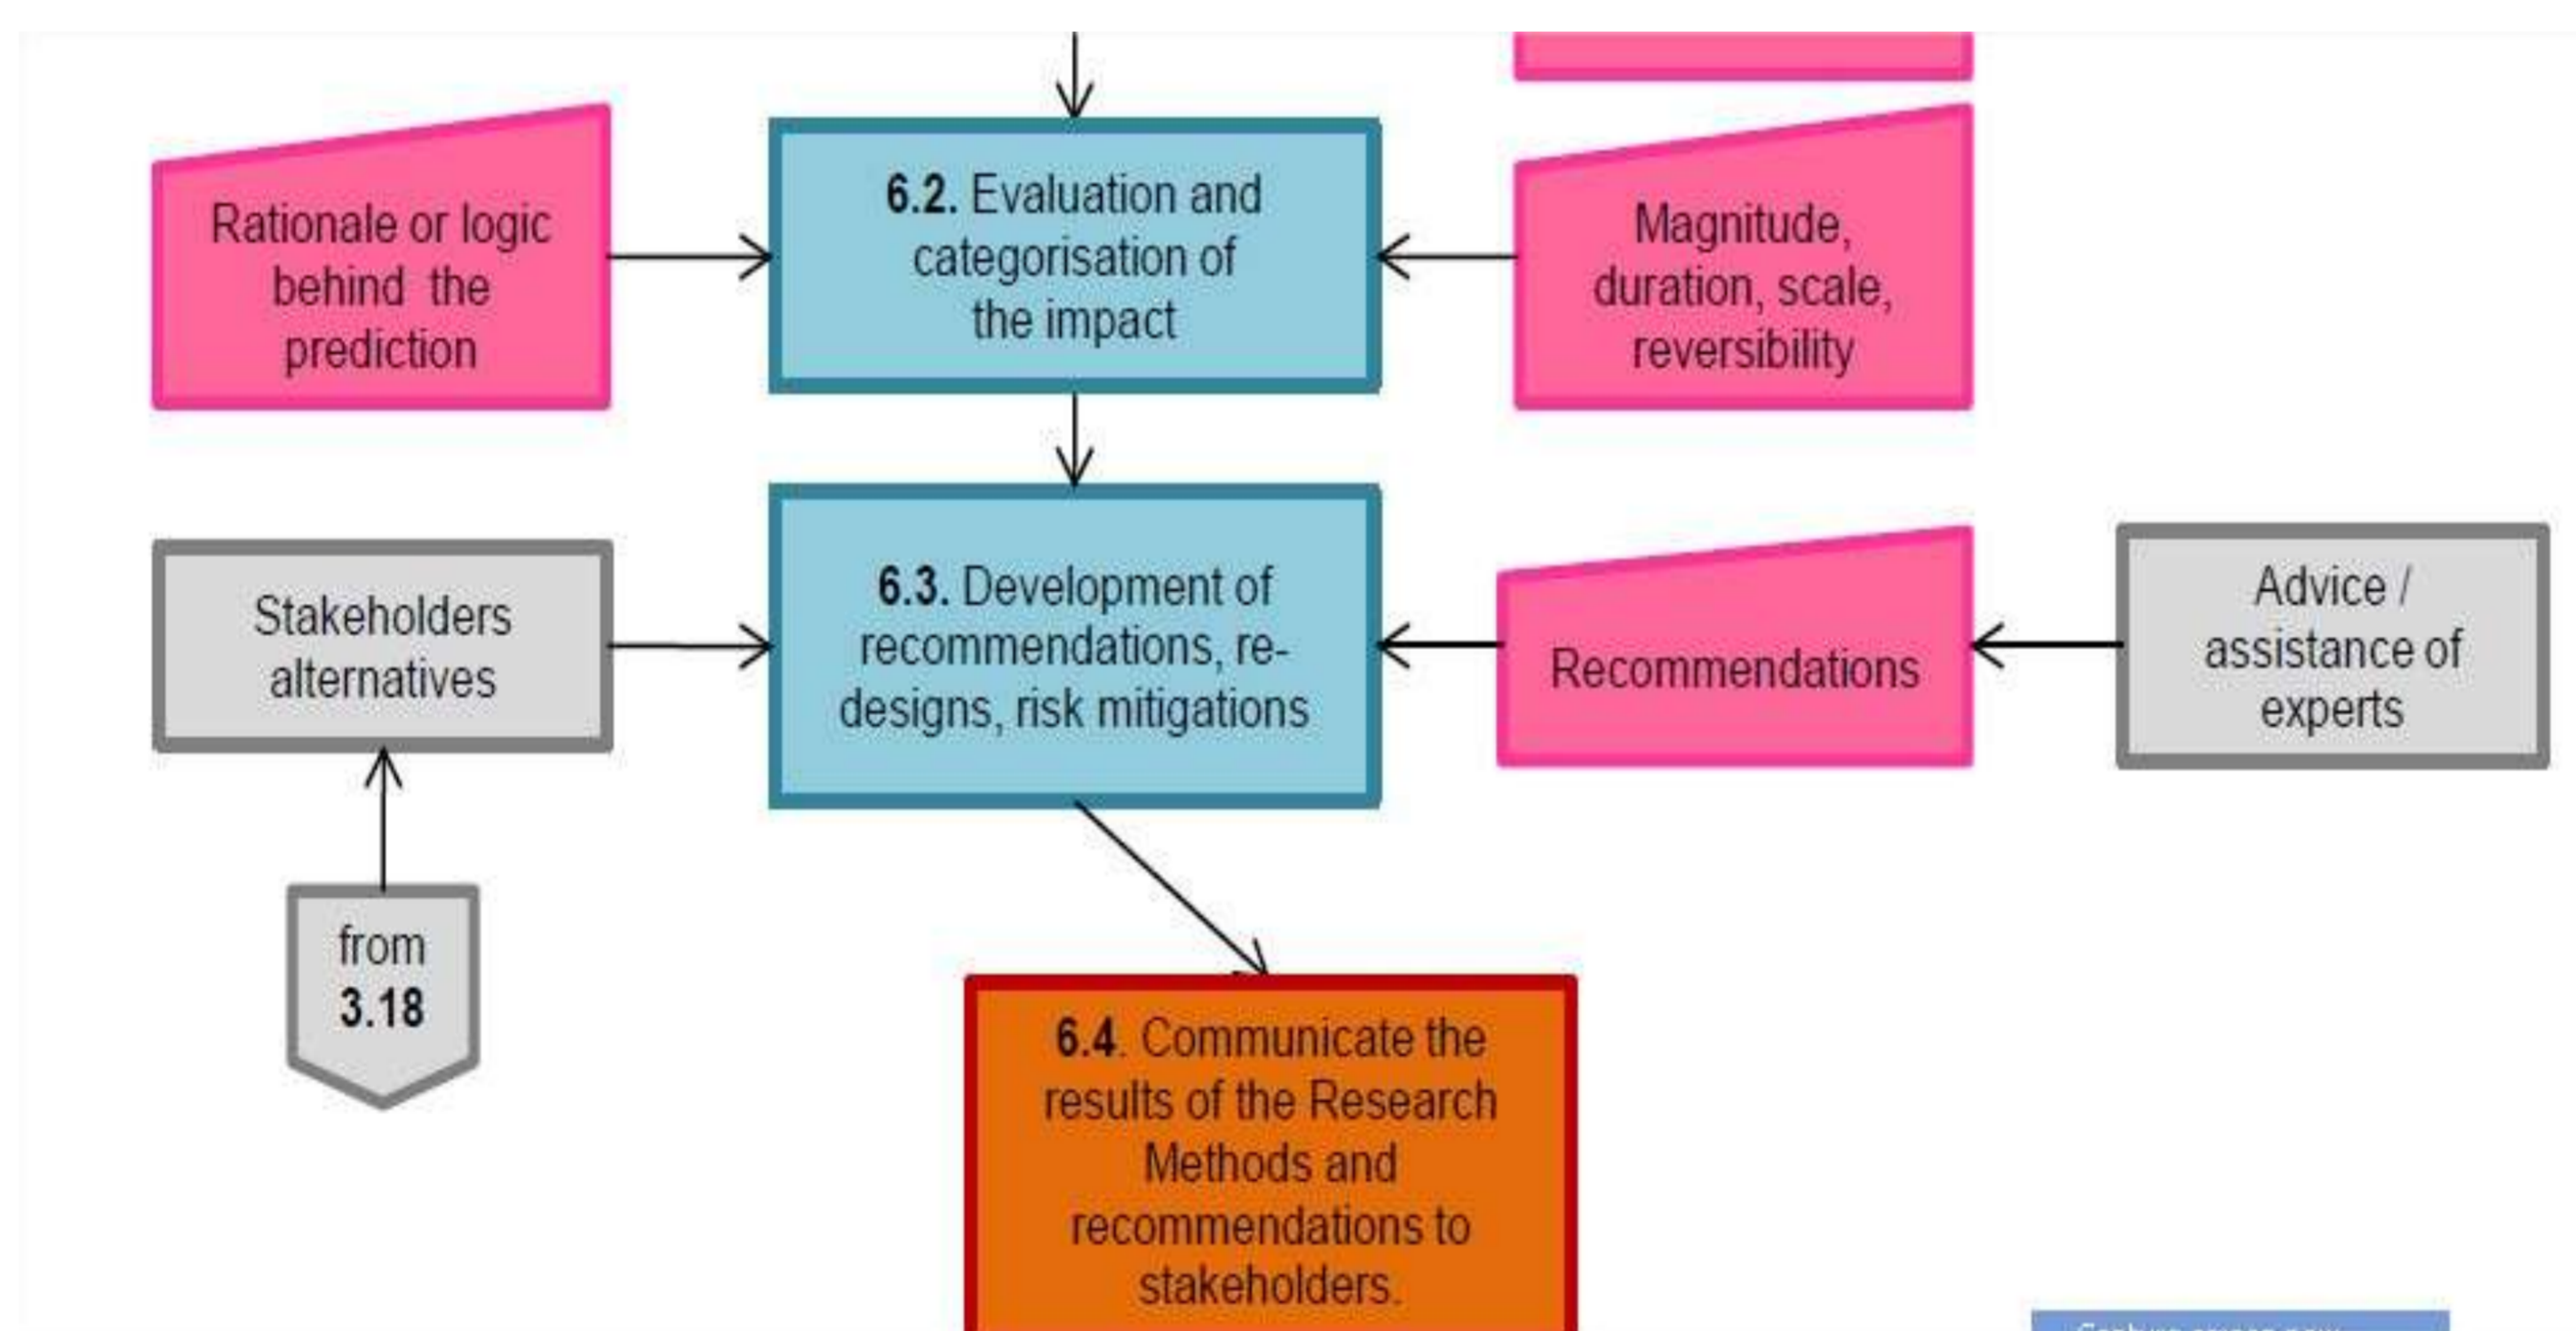 Rationale or logic
behind the
prediction
6.2. Evaluation and
categorisation of
the impact
Magnitude,
duration, scale,
reversibility
Stakeholders
alternatives
6.3. Development of
recommendations, re-
designs, risk mitigations
Recommendations
Advice /
assistance of
experts
from
3.18
6.4. Communicate the
results of the Research
Methods and
recommendations to
stakeholders.